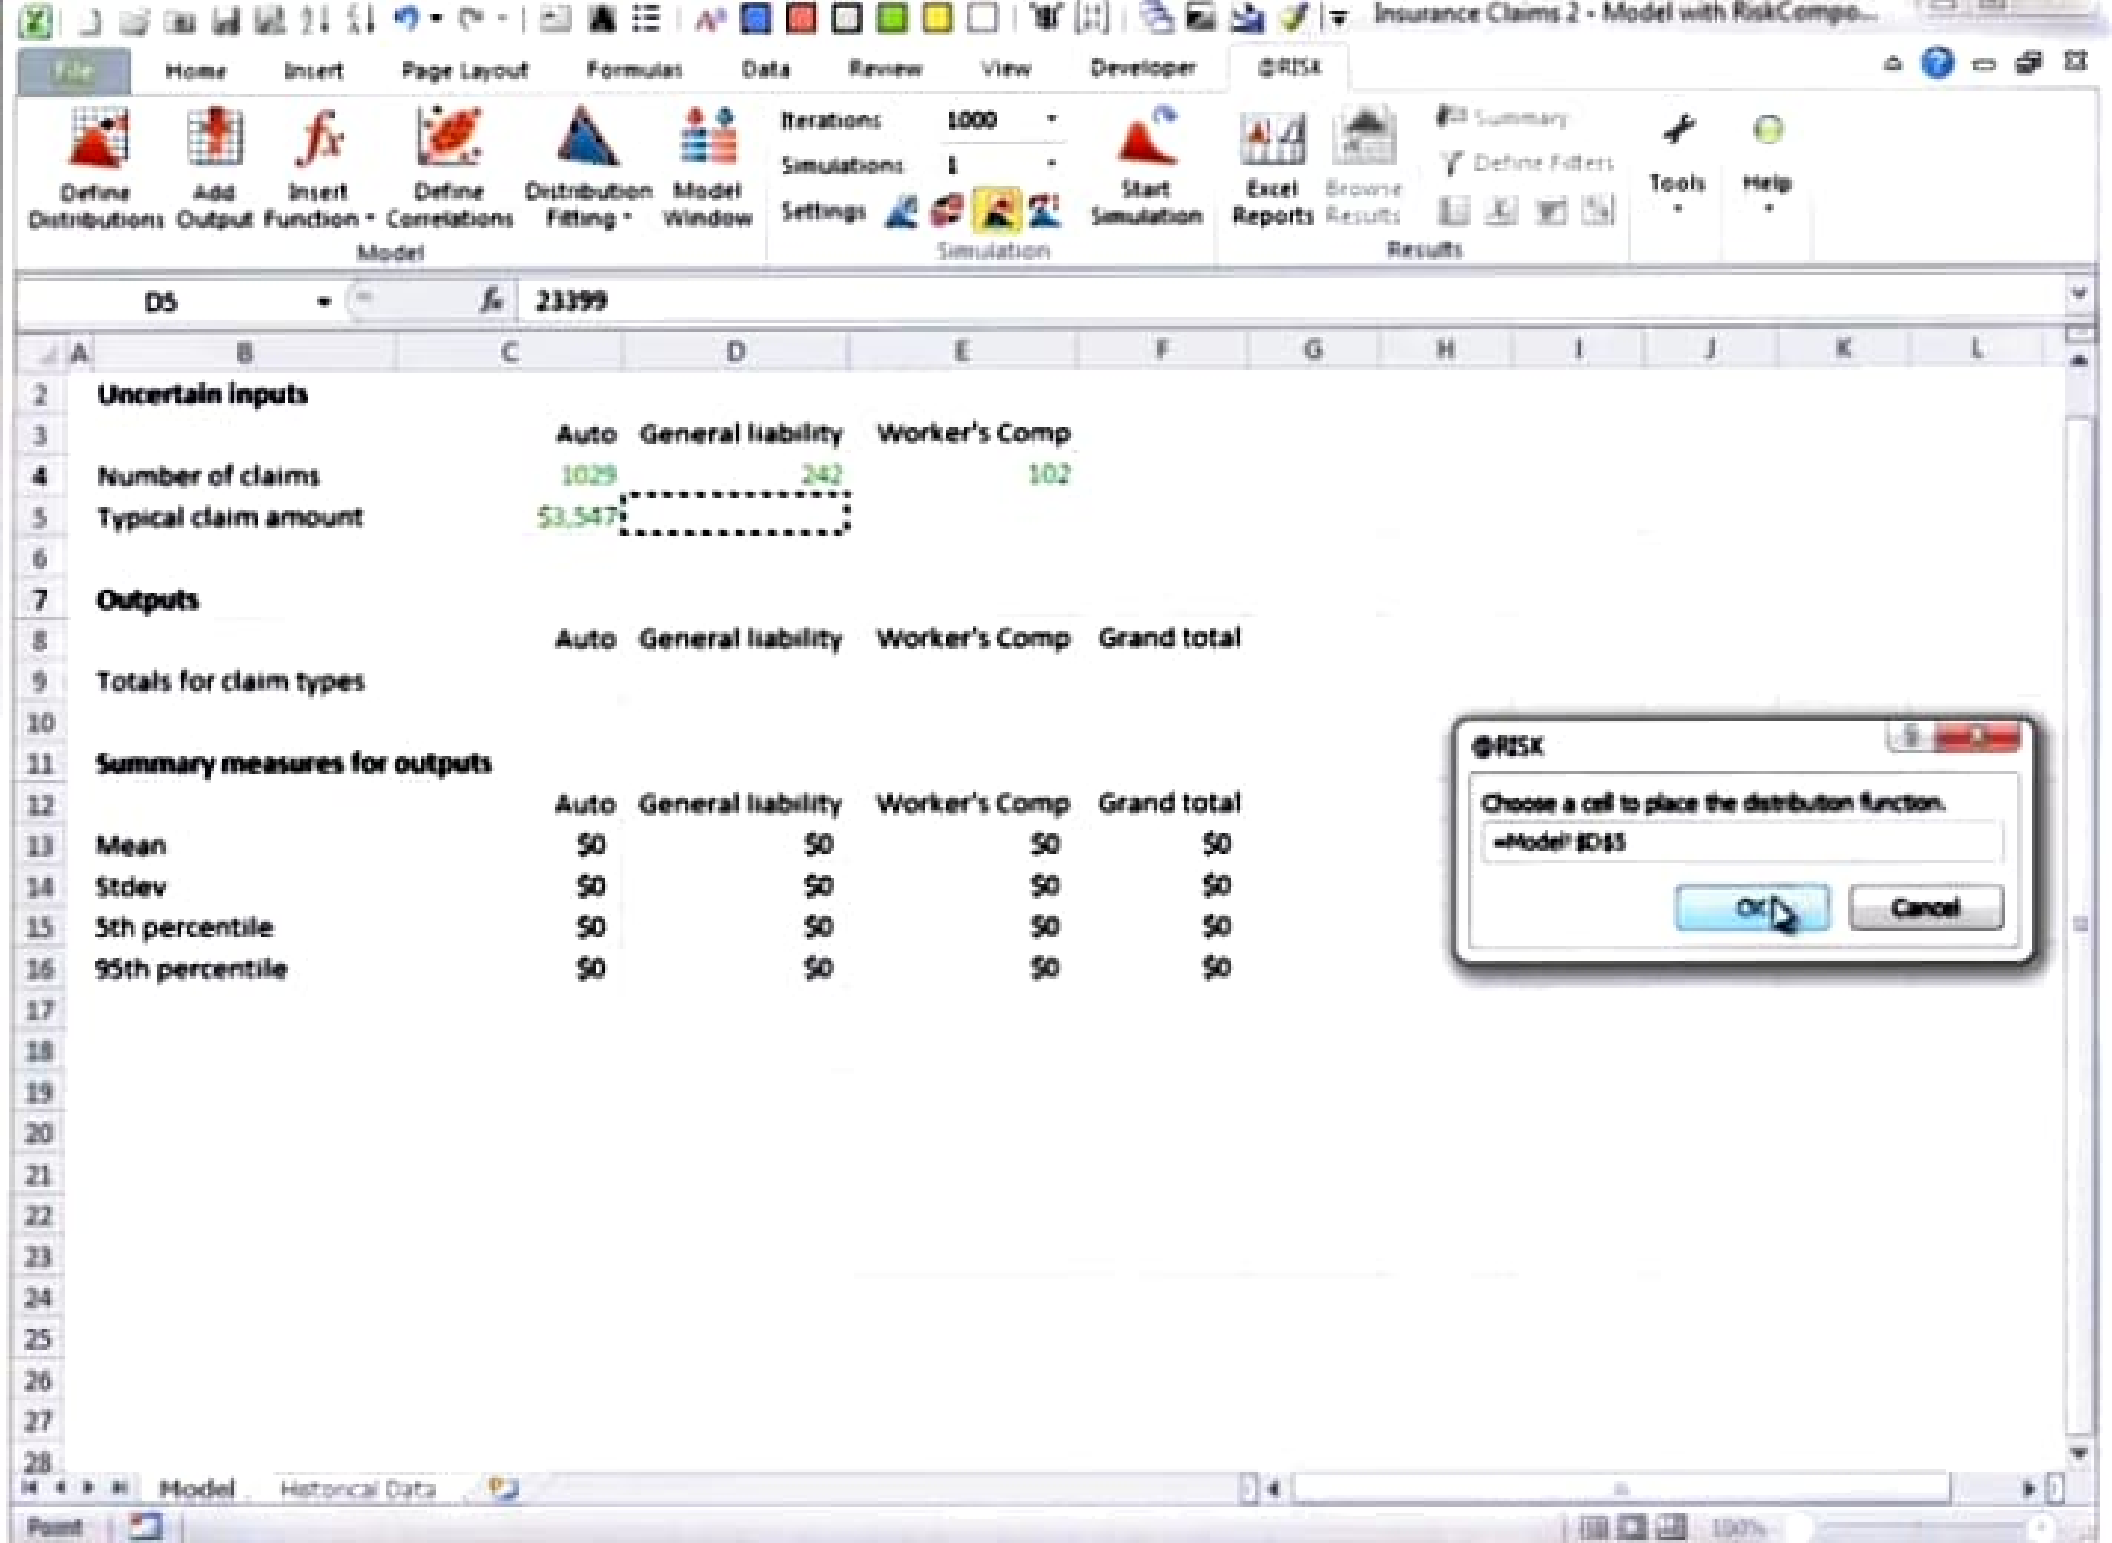 Insurance Claims 2 - Model with RiskCompo...
File Home Insert Page Layout Formulas Data Review View Developer @RISK
Define Distributions
Add Output
Insert Function
Define Correlations
Distribution Fitting
Model Window
Model
Iterations 1000
Simulations 1
Settings
Start Simulation
Simulation
Excel Reports
Browse Results
Summary
Define Filters
Results
Tools
Help
D5 fx 23399
A B C D E F G H I J K L
2 Uncertain inputs
3 Auto General liability Worker's Comp
4 Number of claims 1029 242 102
5 Typical claim amount $3,547
6
7 Outputs
8 Auto General liability Worker's Comp Grand total
9 Totals for claim types
10
11 Summary measures for outputs
12 Auto General liability Worker's Comp Grand total
13 Mean $0 $0 $0 $0
14 Stdev $0 $0 $0 $0
15 5th percentile $0 $0 $0 $0
16 95th percentile $0 $0 $0 $0
17
18
19
20
21
22
23
24
25
26
27
28
@RISK
Choose a cell to place the distribution function.
=Model!$D$5
OK Cancel
Model Historical Data
Point 100%